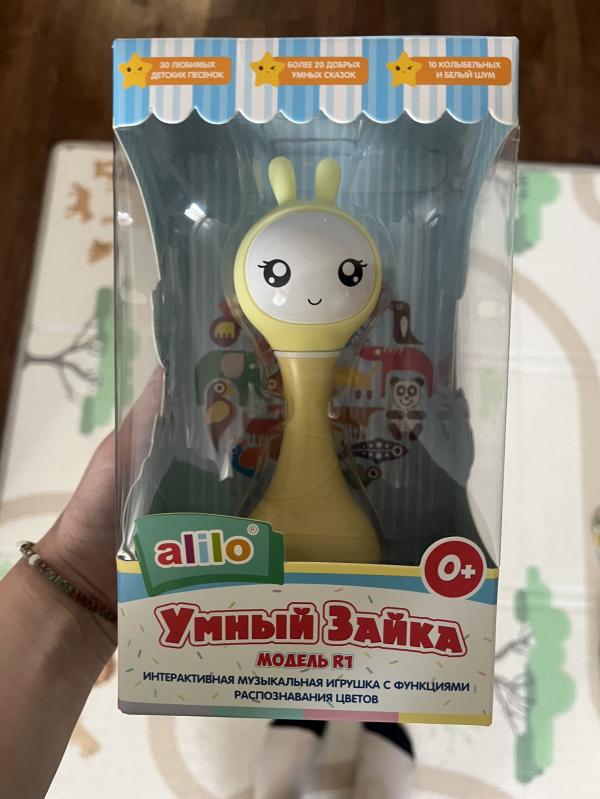 30 ЛЮБИМЫХ
ДЕТСКИХ ПЕСЕНОК
БОЛЕЕ 20 ДОБРЫХ
УМНЫХ СКАЗОК
10 КОЛЫБЕЛЬНЫХ
И БЕЛЫЙ ШУМ
alilo®
0+
Умный Зайка
МОДЕЛЬ R1
ИНТЕРАКТИВНАЯ МУЗЫКАЛЬНАЯ ИГРУШКА С ФУНКЦИЯМИ
РАСПОЗНАВАНИЯ ЦВЕТОВ